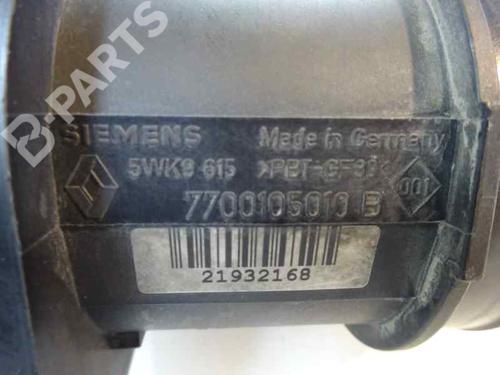 B-PARTS
SIEMENS Made in Germany
5WK9 615 >PBT-GF30< 001
7700105010 B
21932168